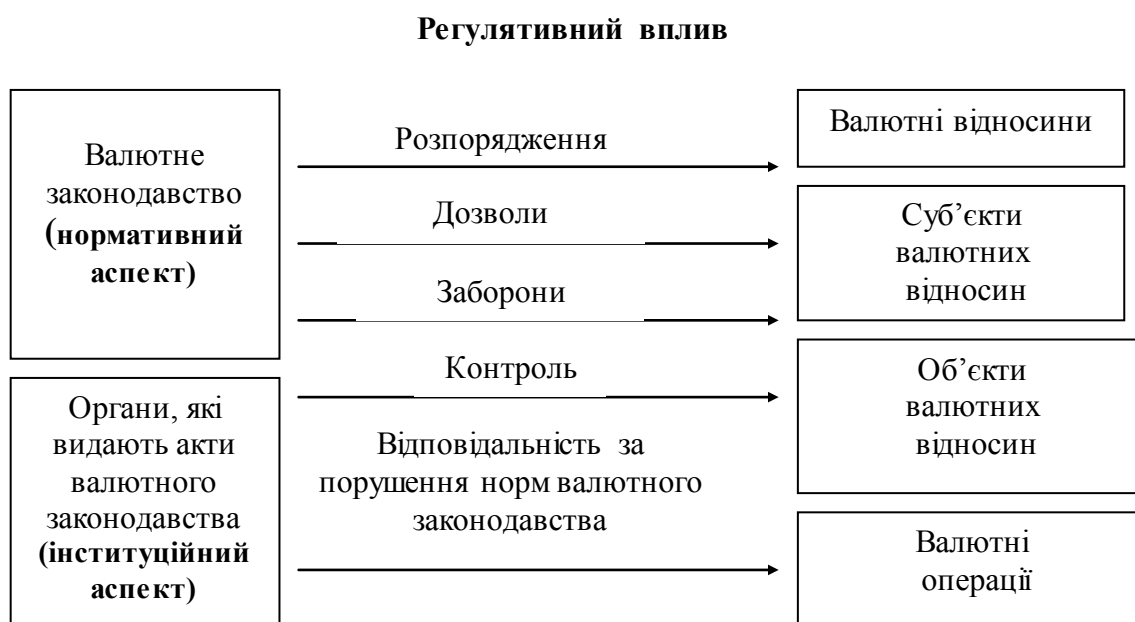 Регулятивний вплив
Валютне
законодавство
(нормативний
аспект)
Органи, які
видають акти
валютного
законодавства
(інституційний
аспект)
Розпорядження
Дозволи
Заборони
Контроль
Відповідальність за
порушення норм валютного
законодавства
Валютні відносини
Суб’єкти
валютних
відносин
Об’єкти
валютних
відносин
Валютні
операції